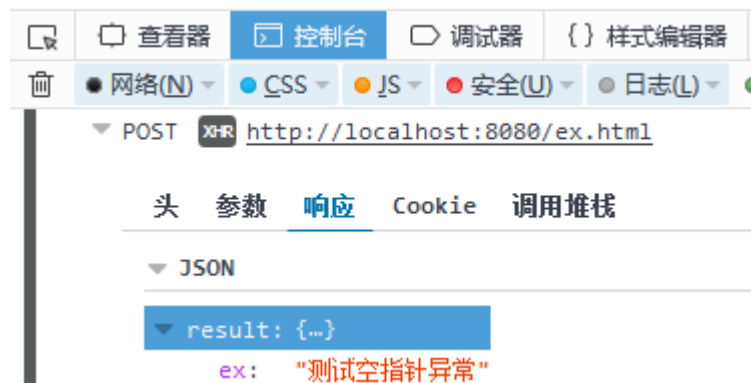 查看器 控制台 调试器 {} 样式编辑器
网络(N) CSS JS 安全(U) 日志(L)
POST XHR http://localhost:8080/ex.html
头 参数 响应 Cookie 调用堆栈
JSON
result: {…}
ex: "测试空指针异常"